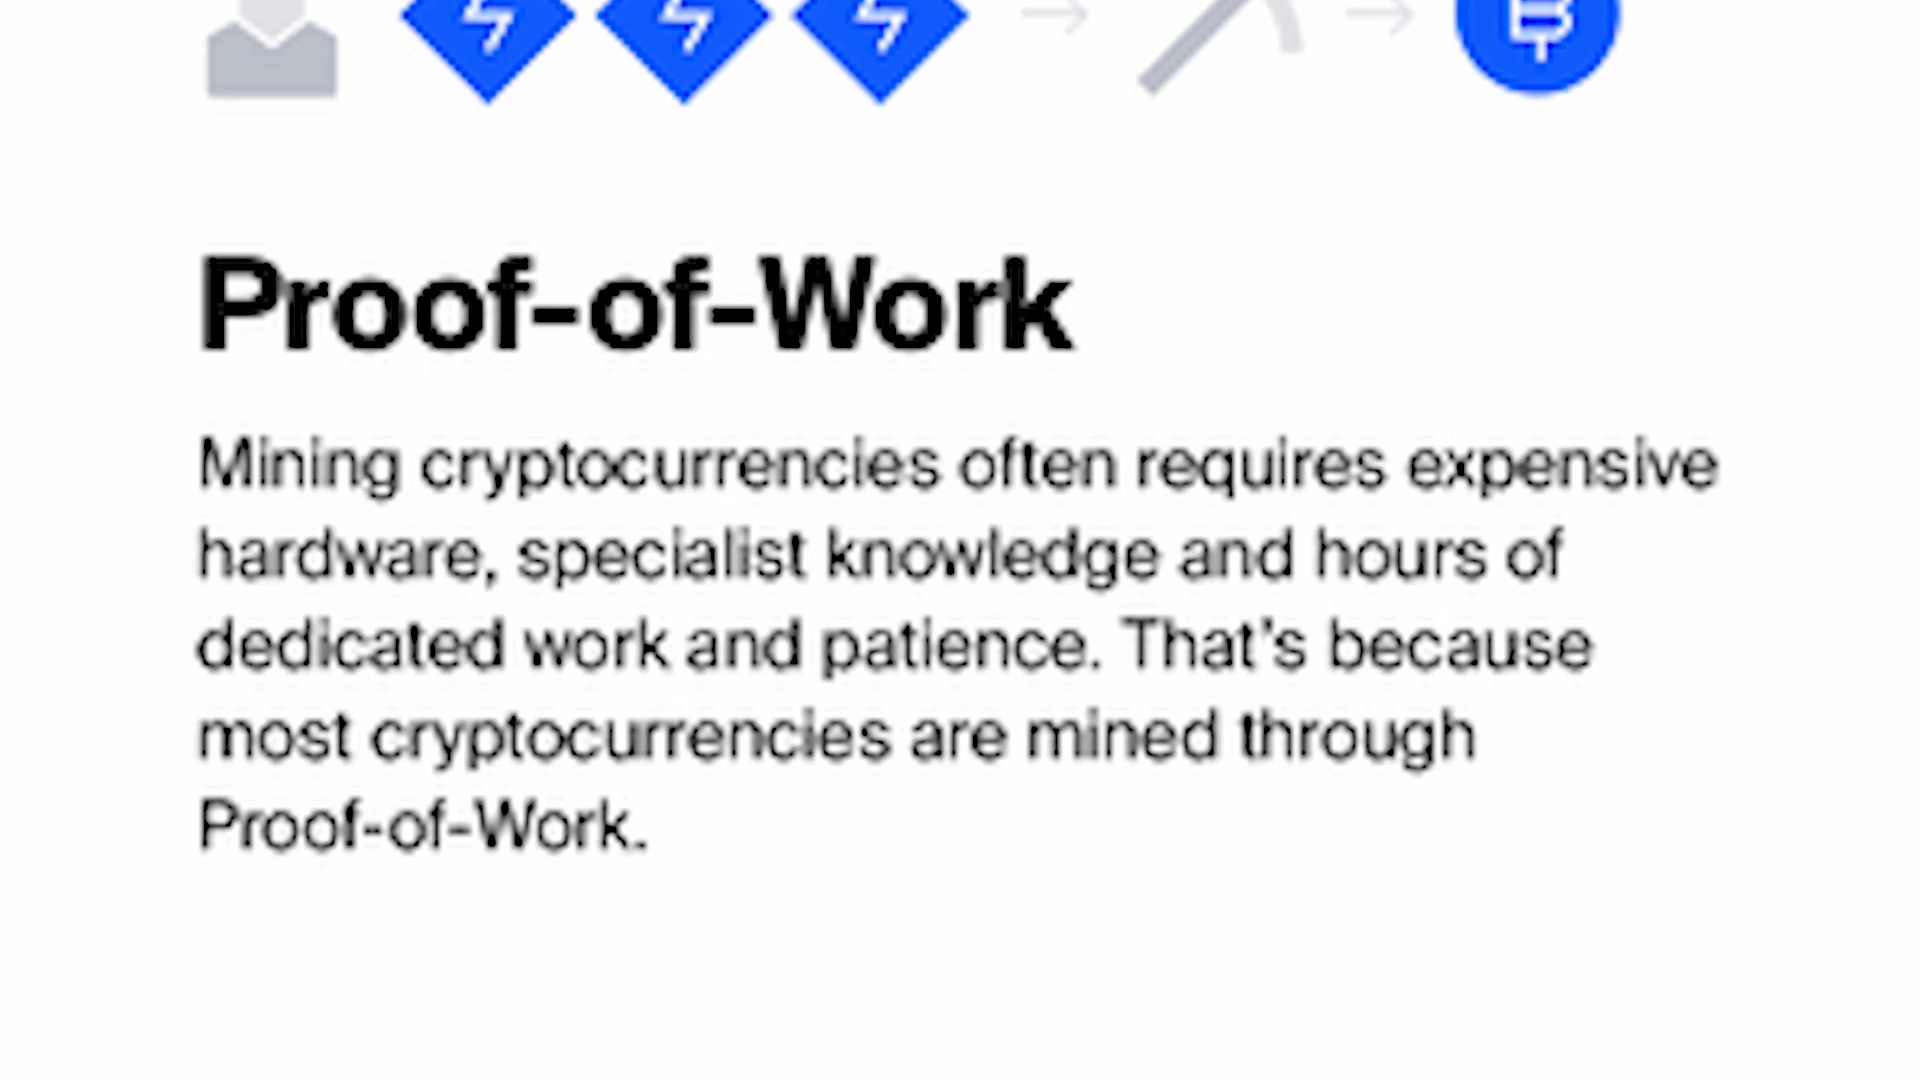 Proof-of-Work
Mining cryptocurrencies often requires expensive
hardware, specialist knowledge and hours of
dedicated work and patience. That's because
most cryptocurrencies are mined through
Proof-of-Work.